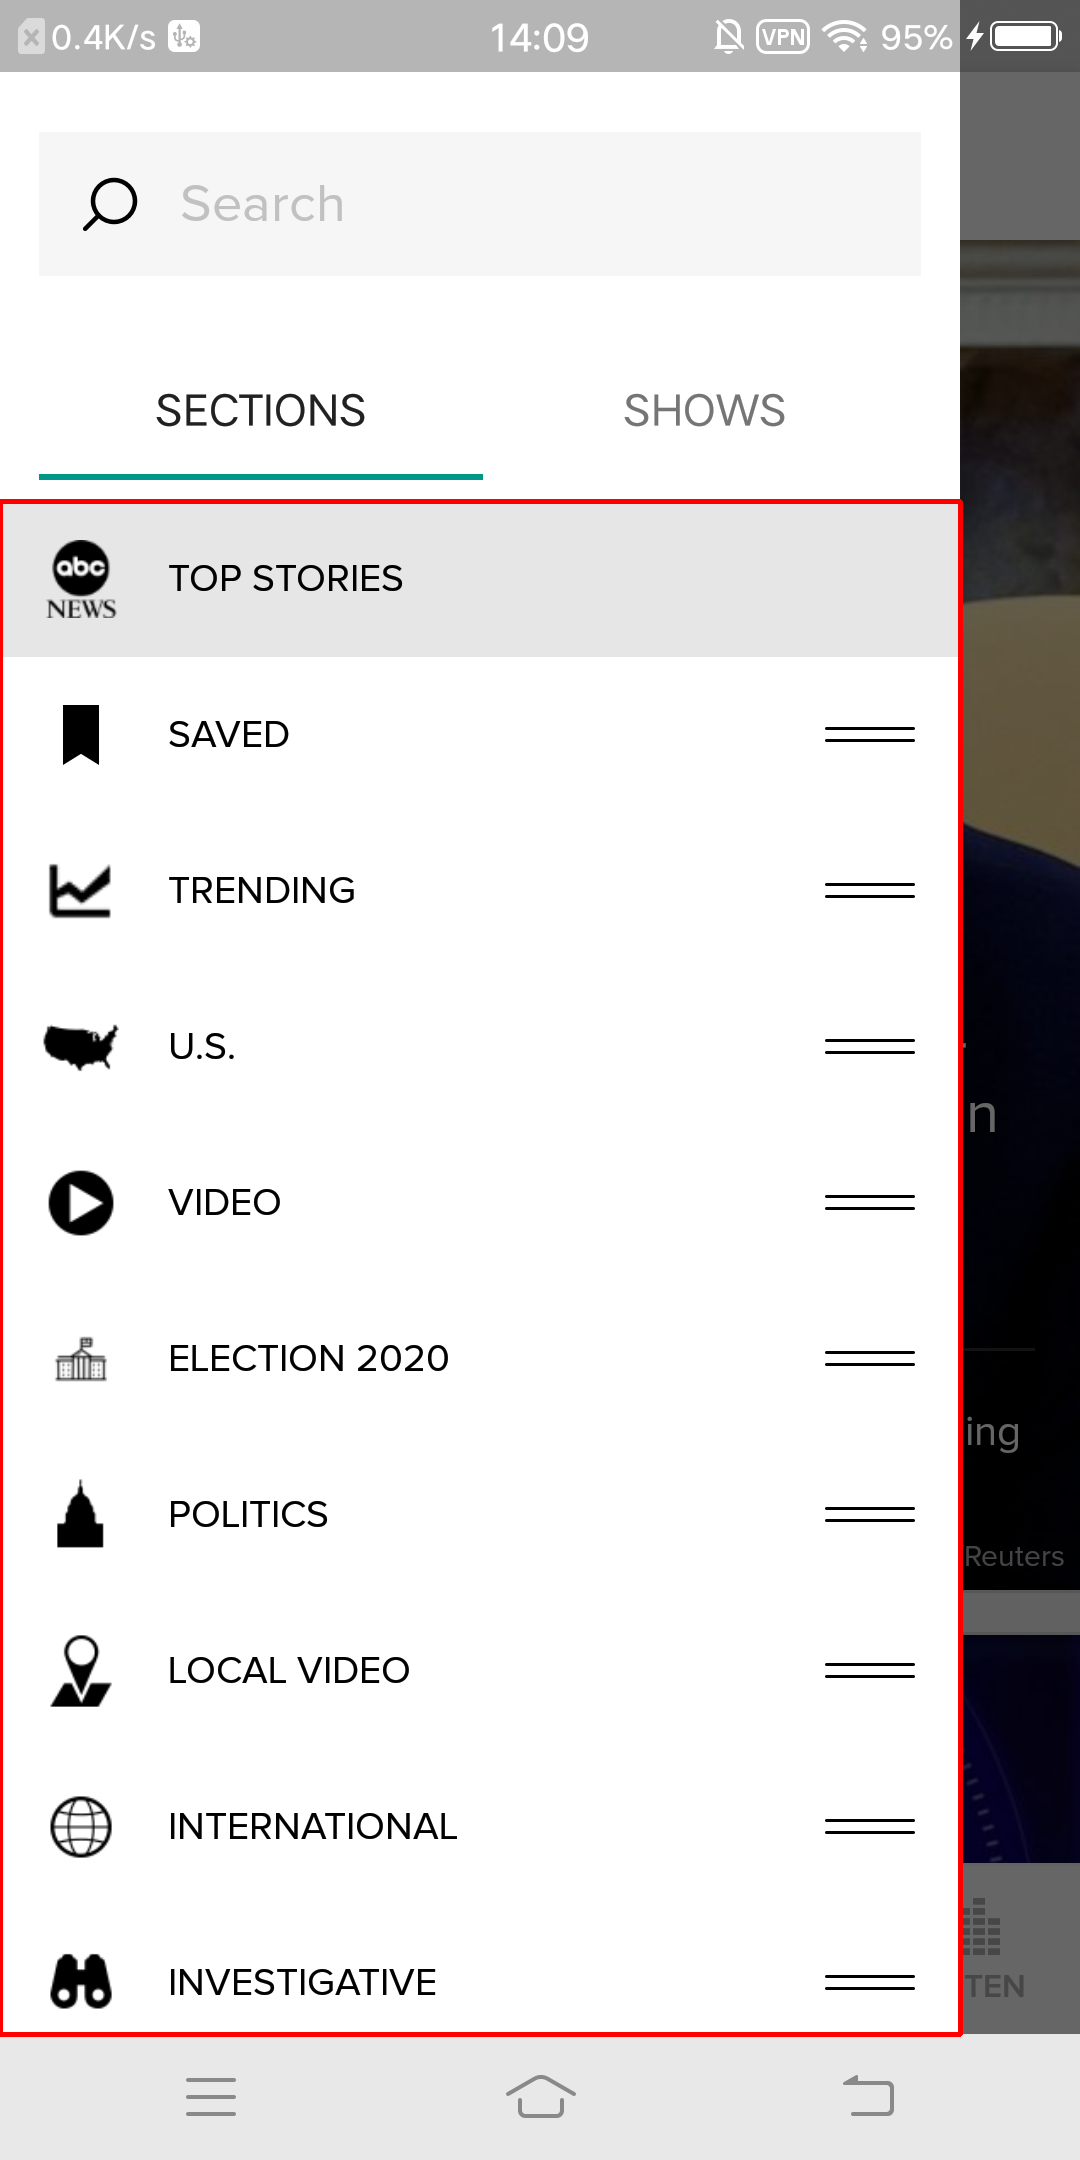 0.4K/s 14:09 VPN 95%
Search
SECTIONS SHOWS
abc
NEWS
TOP STORIES
SAVED
TRENDING
U.S.
n
VIDEO
ELECTION 2020
ing
POLITICS
Reuters
LOCAL VIDEO
INTERNATIONAL
INVESTIGATIVE
TEN